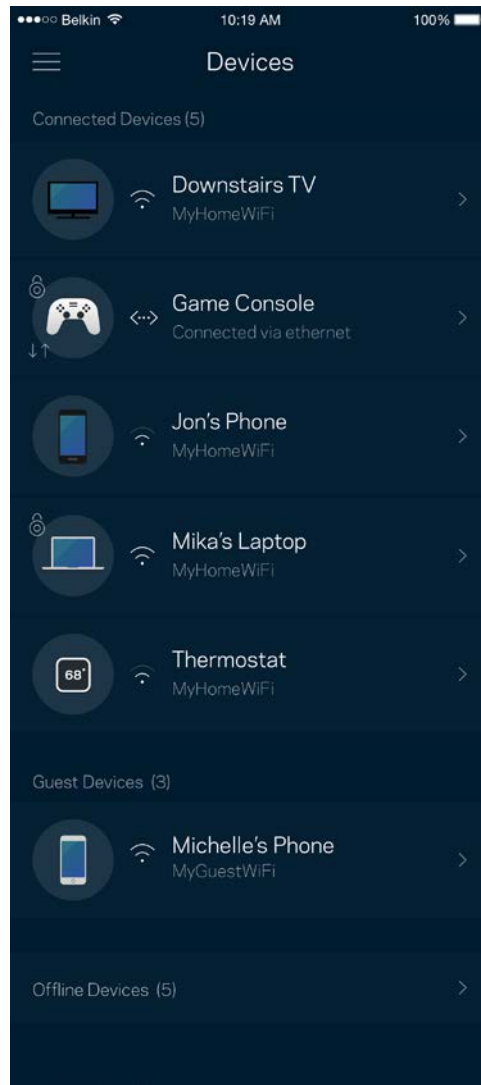 Belkin 10:19 AM 100%
Devices
Connected Devices (5)
Downstairs TV
MyHomeWiFi
Game Console
Connected via ethernet
Jon's Phone
MyHomeWiFi
Mika's Laptop
MyHomeWiFi
68°
Thermostat
MyHomeWiFi
Guest Devices (3)
Michelle's Phone
MyGuestWiFi
Offline Devices (5)